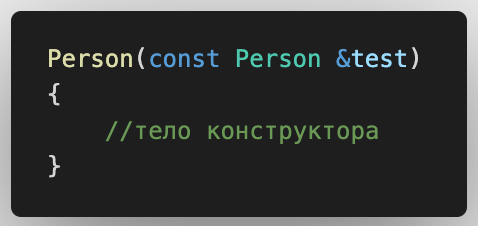 Person(const Person &test)
{
//тело конструктора
}